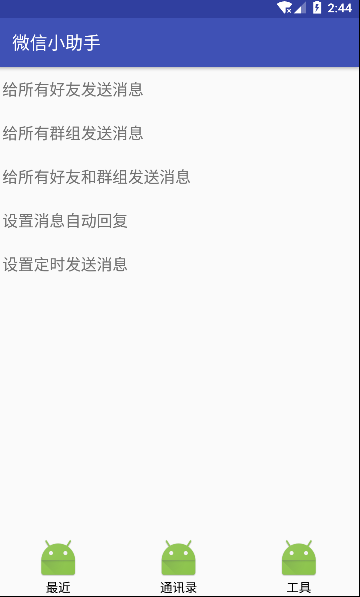 2:44
微信小助手
给所有好友发送消息
给所有群组发送消息
给所有好友和群组发送消息
设置消息自动回复
设置定时发送消息
最近 通讯录 工具